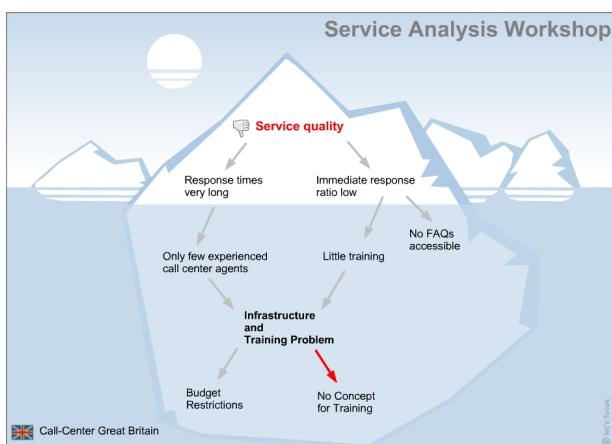 Service Analysis Workshop
Service quality
Response times
very long
Immediate response
ratio low
No FAQs
accessible
Only few experienced
call center agents
Little training
Infrastructure
and
Training Problem
Budget
Restrictions
No Concept
for Training
Call-Center Great Britain
© let's focus